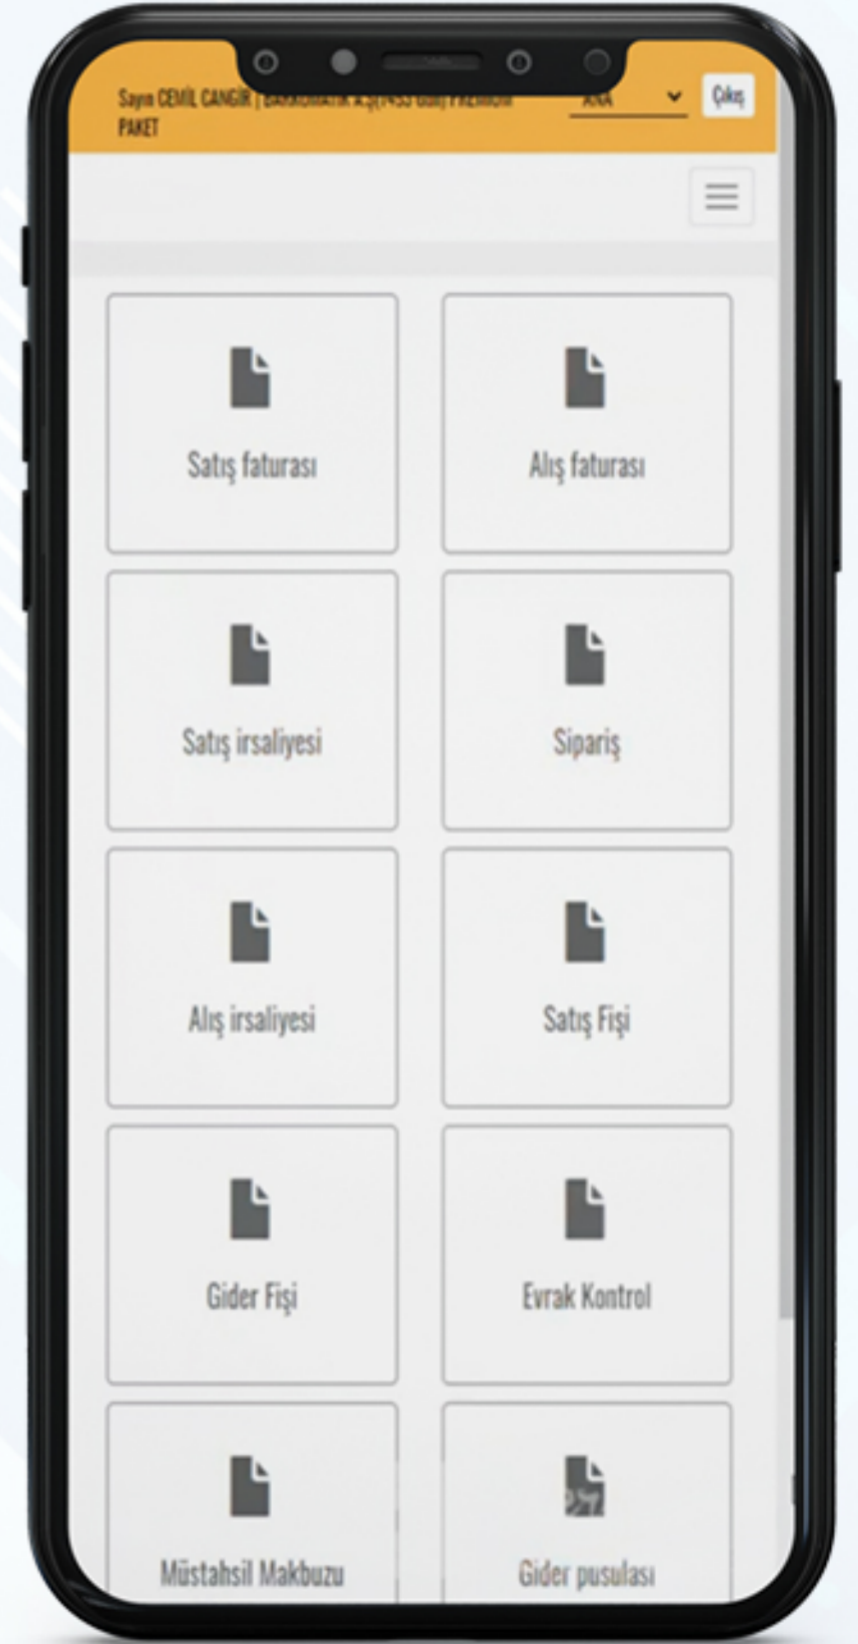 Sayın CEMİL CANGİR |
PAKET
ANA
Çıkış
Satış faturası
Alış faturası
Satış irsaliyesi
Sipariş
Alış irsaliyesi
Satış Fişi
Gider Fişi
Evrak Kontrol
Müstahsil Makbuzu
Gider pusulası